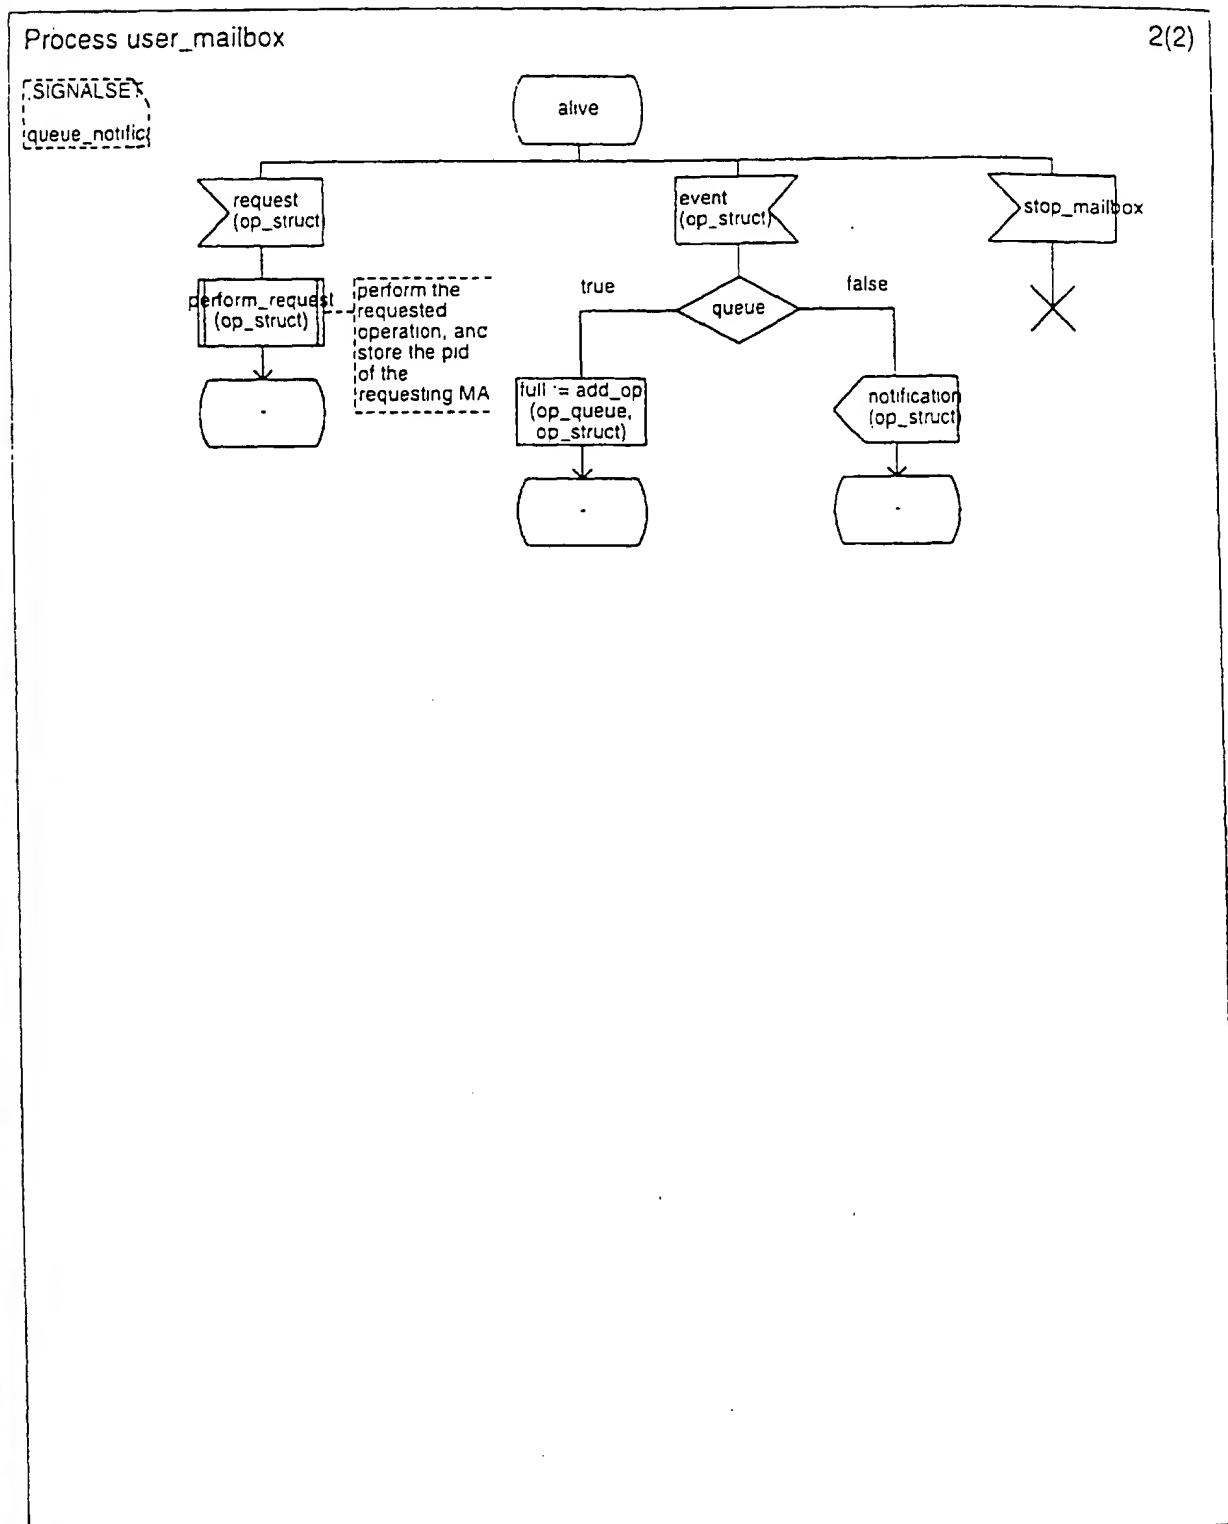 Process user_mailbox
2(2)
SIGNALSET
queue_notific
alive
request
(op_struct
event
(op_struct)
stop_mailbox
perform_request
(op_struct)
perform the
requested
operation, anc
store the pid
of the
requesting MA
true
false
queue
full := add_op
(op_queue,
op_struct)
notification
(op_struct)
-
-
-